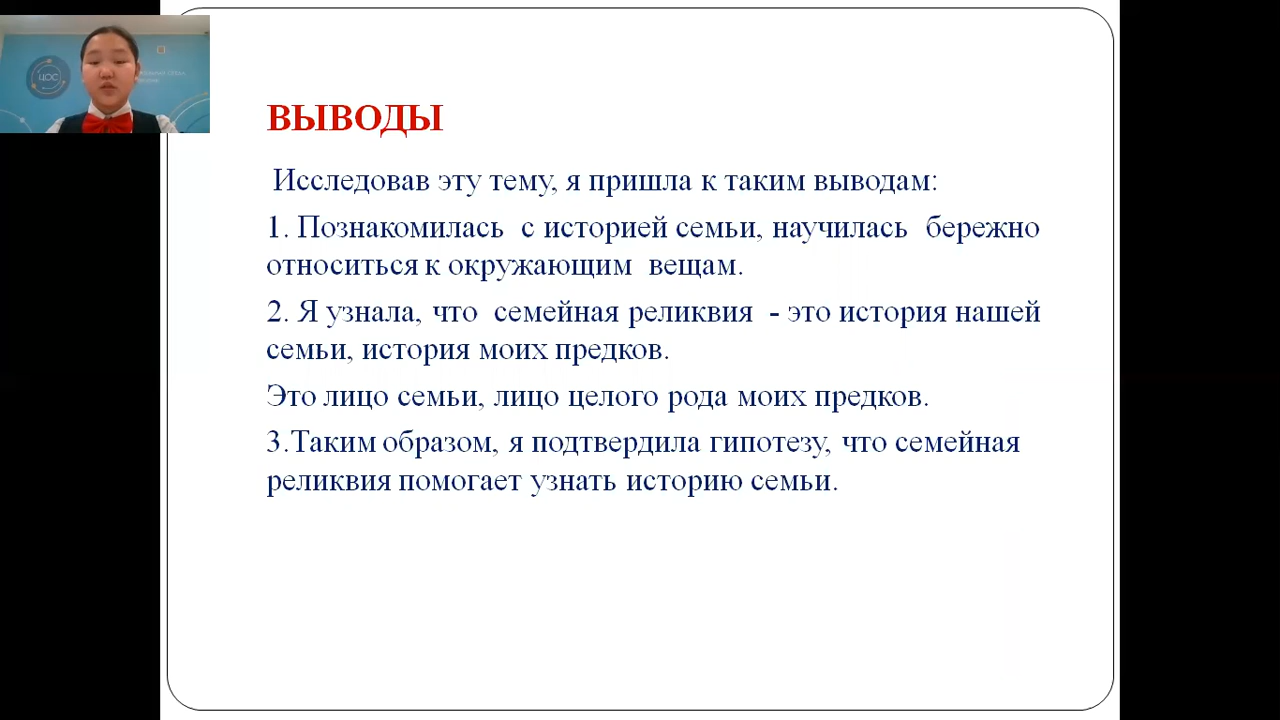 ЦОС
ВЫВОДЫ
Исследовав эту тему, я пришла к таким выводам:
1. Познакомилась с историей семьи, научилась бережно
относиться к окружающим вещам.
2. Я узнала, что семейная реликвия - это история нашей
семьи, история моих предков.
Это лицо семьи, лицо целого рода моих предков.
3.Таким образом, я подтвердила гипотезу, что семейная
реликвия помогает узнать историю семьи.